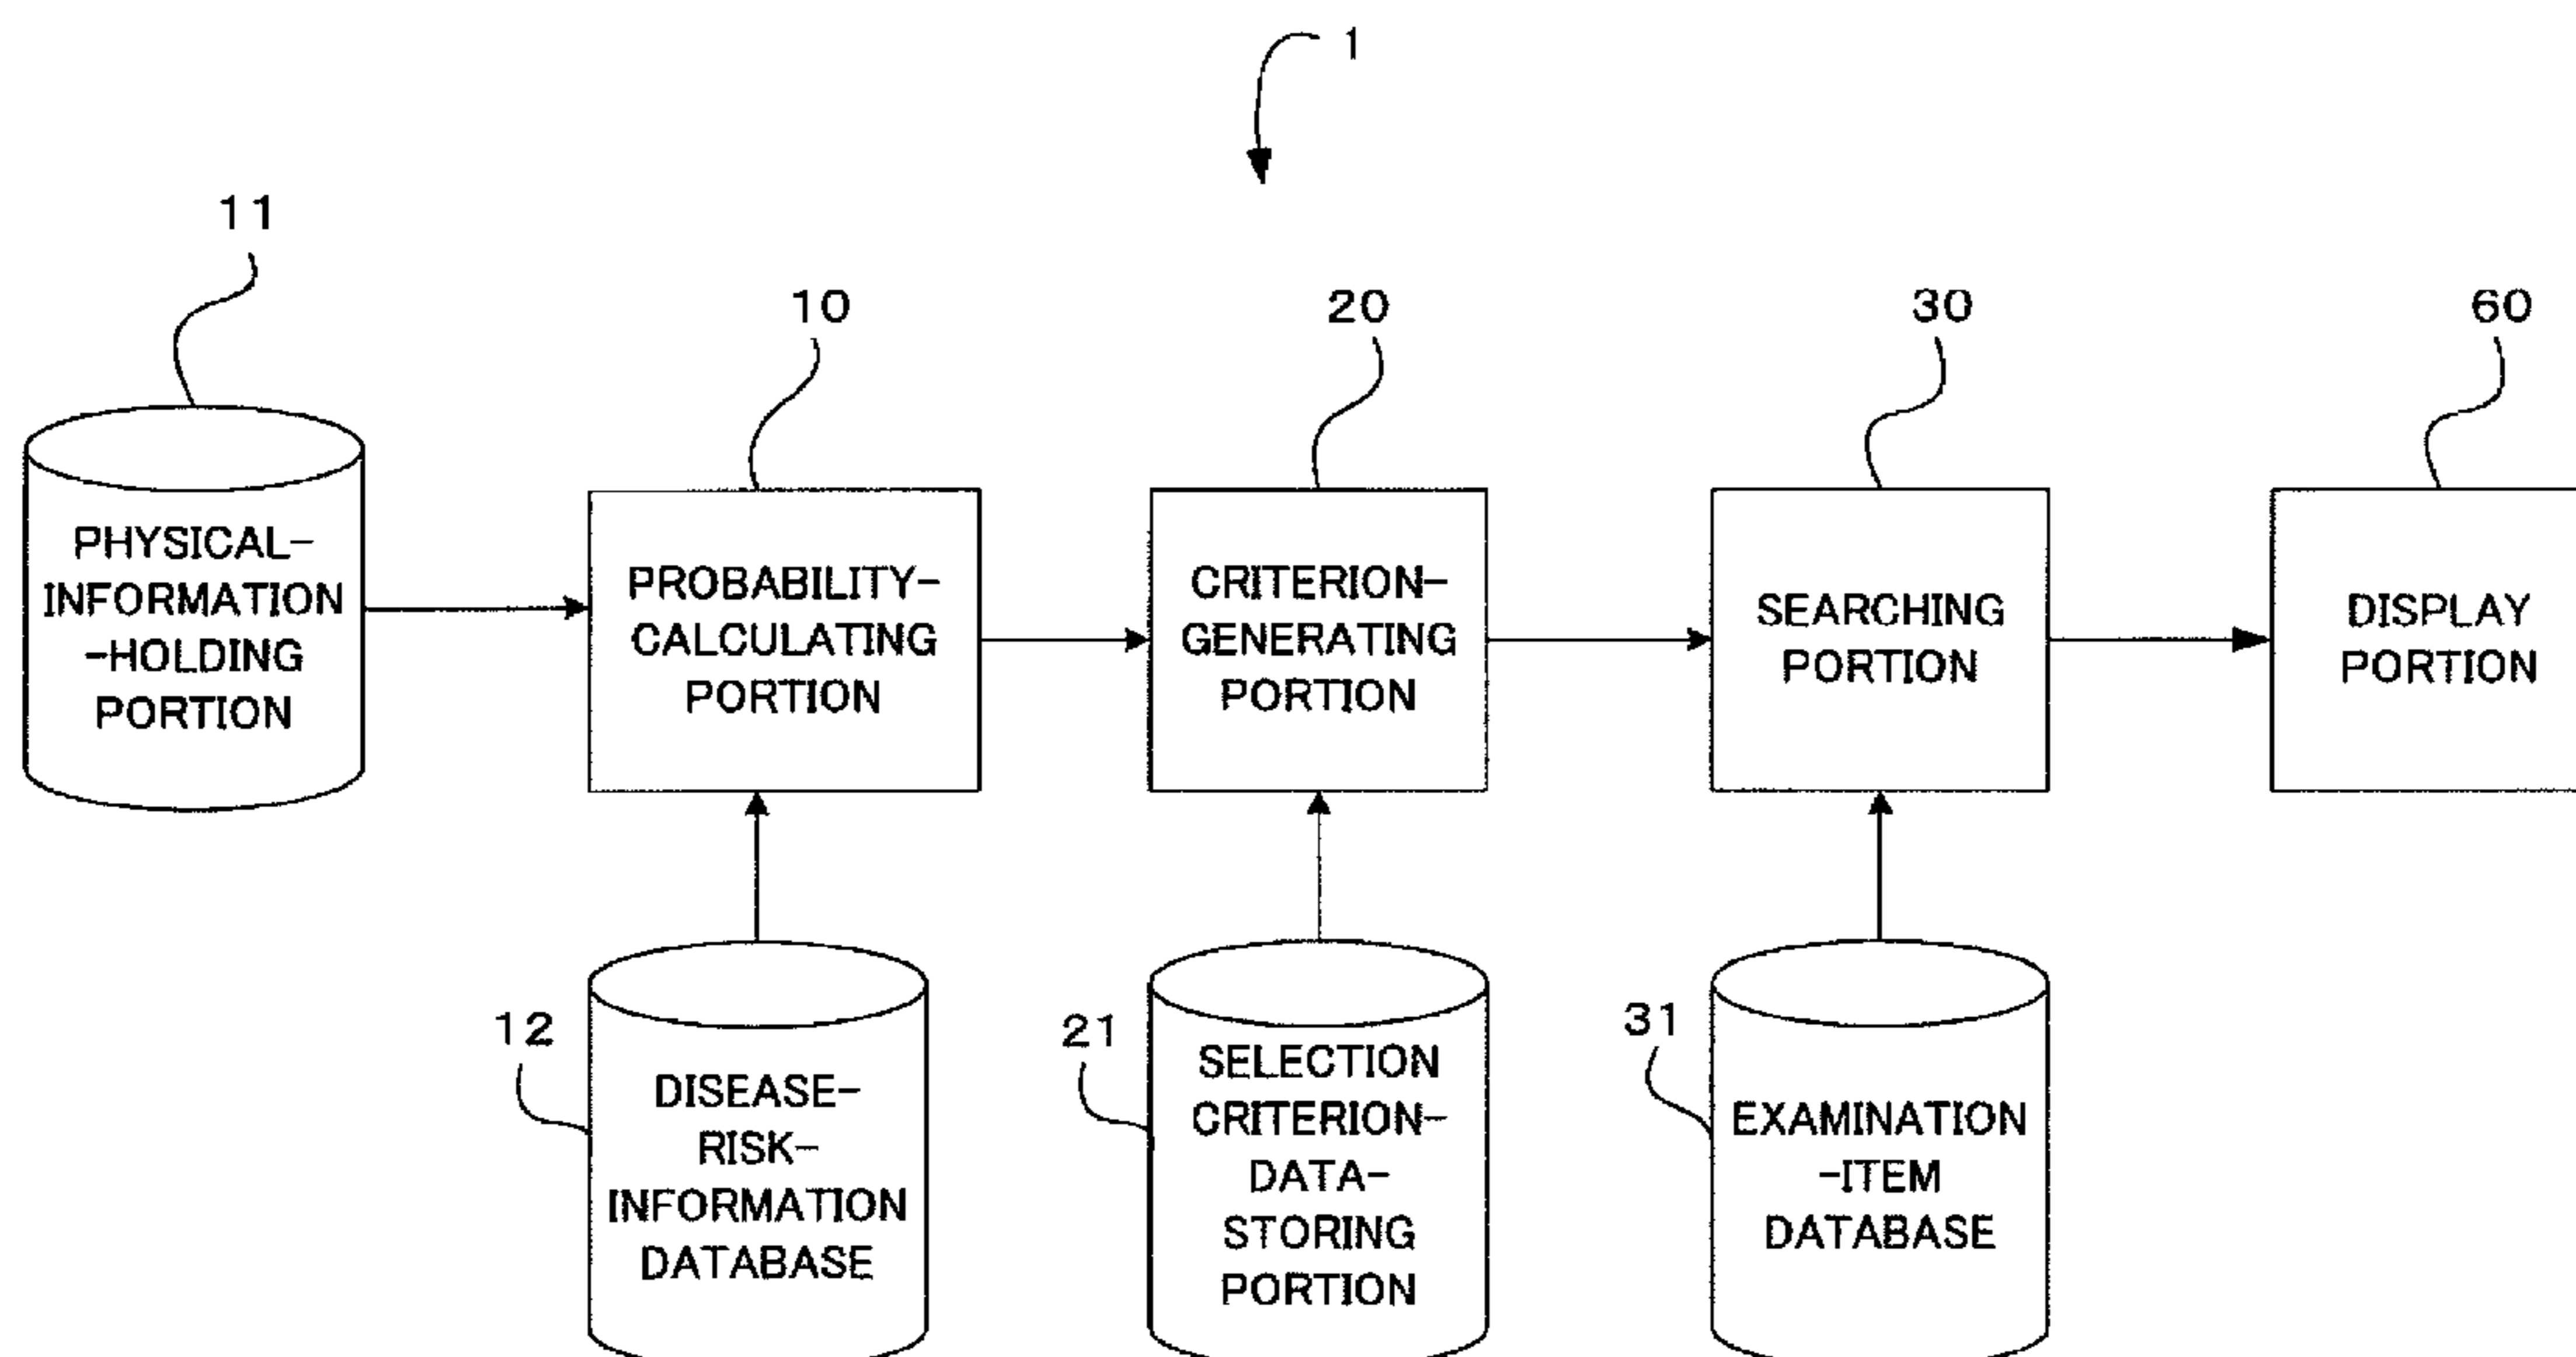 1
11
10
20
30
60
PHYSICAL-
INFORMATION
-HOLDING
PORTION
PROBABILITY-
CALCULATING
PORTION
CRITERION-
GENERATING
PORTION
SEARCHING
PORTION
DISPLAY
PORTION
12
DISEASE-
RISK-
INFORMATION
DATABASE
21
SELECTION
CRITERION-
DATA-
STORING
PORTION
31
EXAMINATION
-ITEM
DATABASE